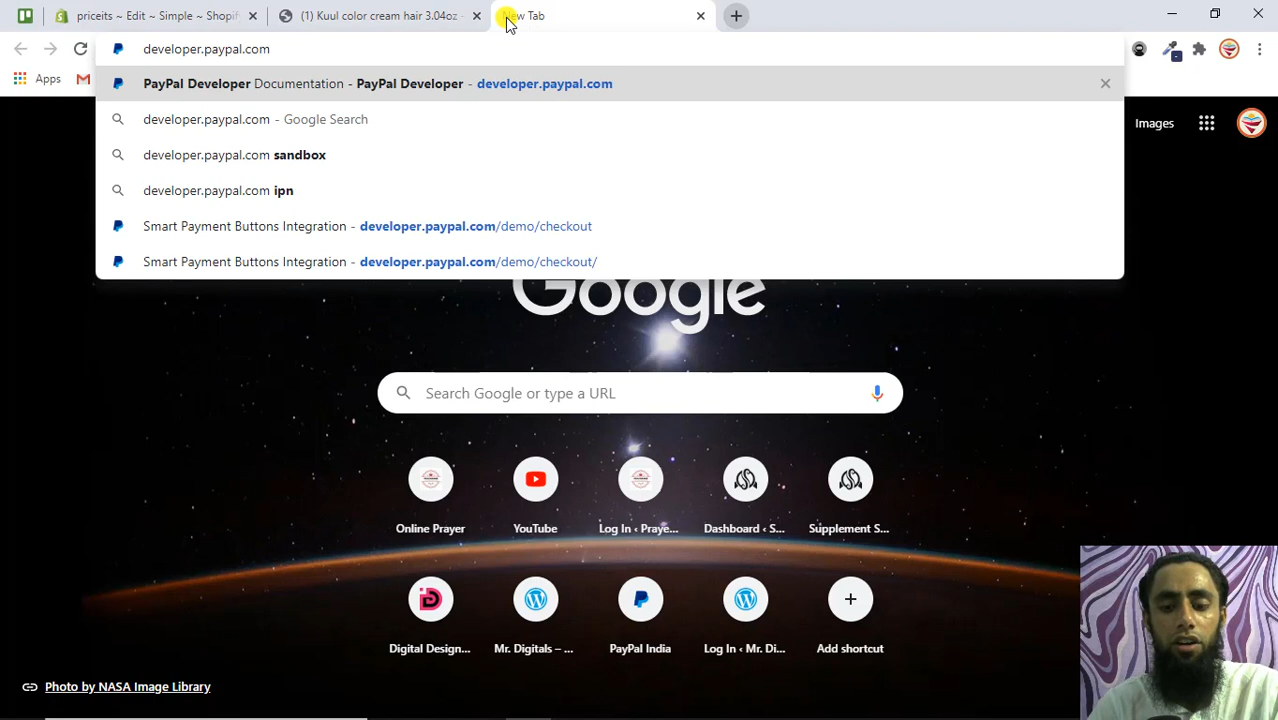 priceits ~ Edit ~ Simple ~ Shopif
(1) Kuul color cream hair 3.04oz -
New Tab
developer.paypal.com
Apps
PayPal Developer Documentation - PayPal Developer - developer.paypal.com
developer.paypal.com - Google Search
Images
developer.paypal.com sandbox
developer.paypal.com ipn
Smart Payment Buttons Integration - developer.paypal.com/demo/checkout
Smart Payment Buttons Integration - developer.paypal.com/demo/checkout/
Google
Search Google or type a URL
Online Prayer
YouTube
Log In ‹ Praye...
Dashboard ‹ S...
Supplement S...
Digital Design...
Mr. Digitals – ...
PayPal India
Log In ‹ Mr. Di...
Add shortcut
Photo by NASA Image Library